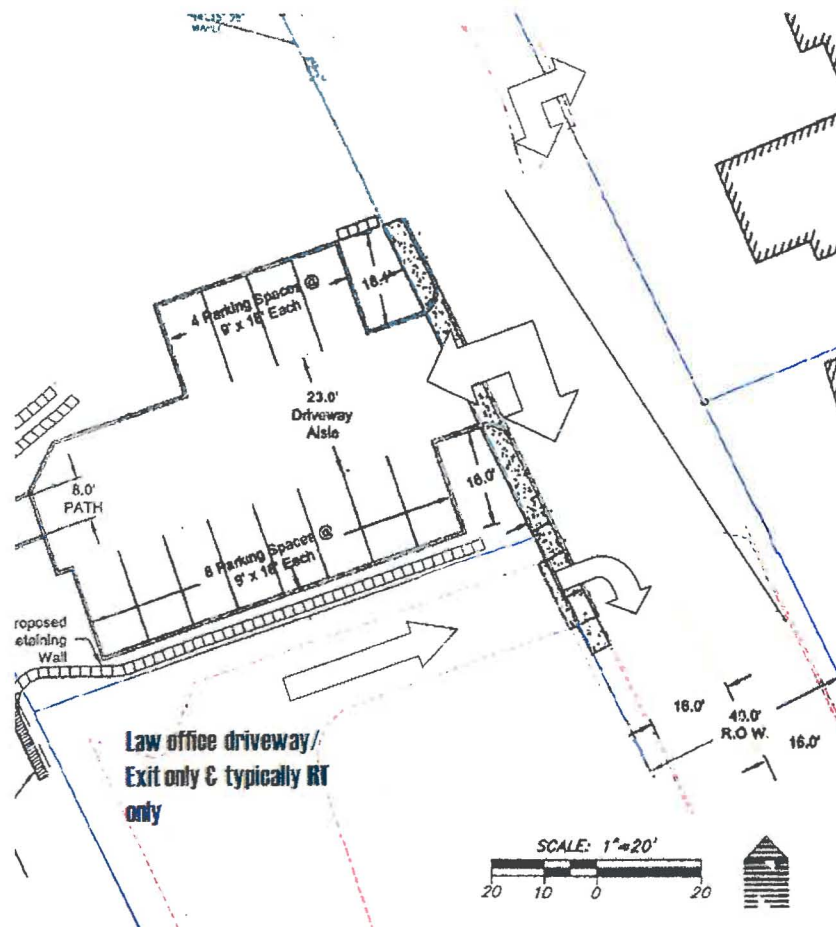 18.4'
4 Parking Spaces @
9' x 18' Each
23.0'
Driveway
Aisle
8.0'
PATH
16.0'
8 Parking Spaces @
9' x 18' Each
roposed
etaining
Wall
16.0'
40.0'
R.O.W.
16.0'
Law office driveway/
Exit only & typically RT
only
SCALE: 1"=20'
20 10 0 20